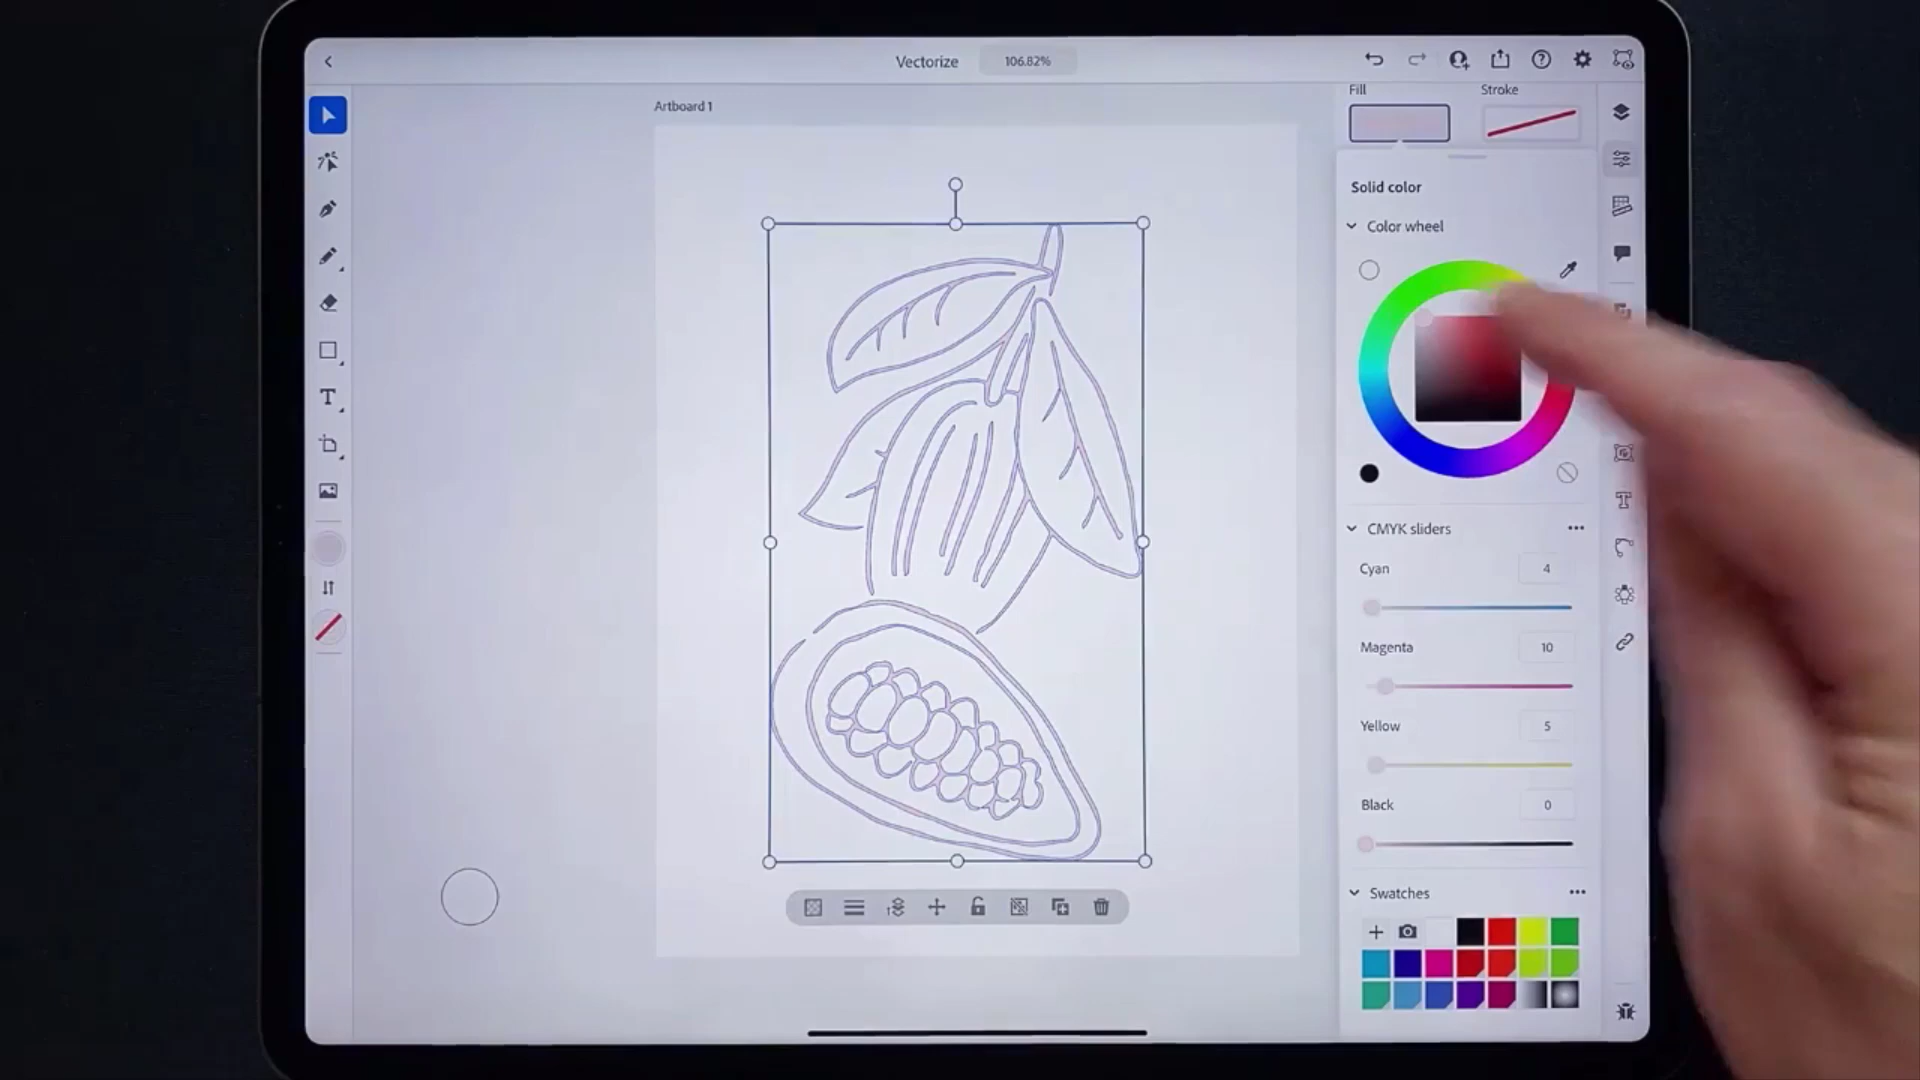 Vectorize
106.82%
Artboard 1
Fill
Stroke
Solid color
Color wheel
CMYK sliders
Cyan
4
Magenta
10
Yellow
5
Black
0
Swatches